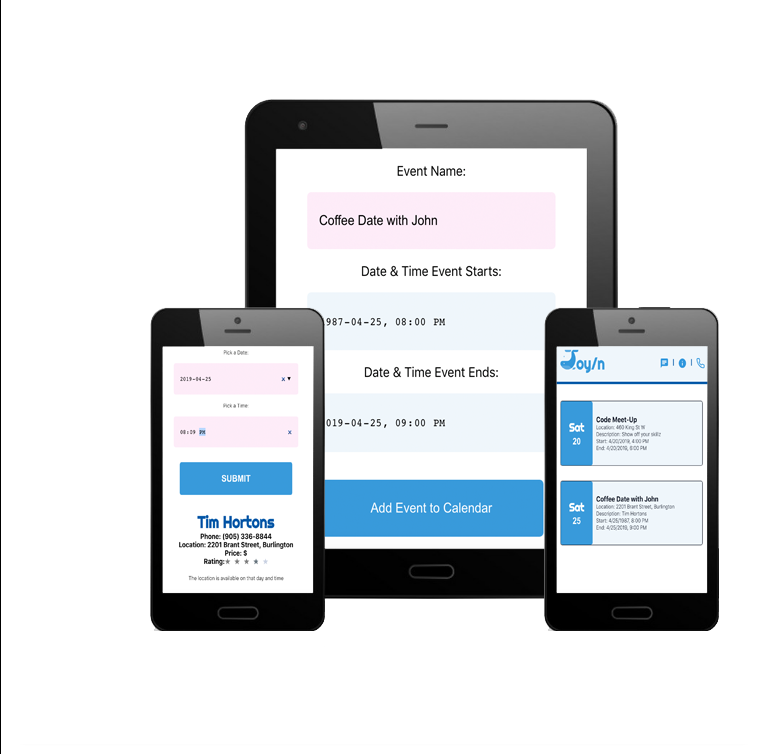 Event Name:
Coffee Date with John
Date & Time Event Starts:
987-04-25, 08:00 PM
Date & Time Event Ends:
019-04-25, 09:00 PM
Add Event to Calendar
Pick a Date:
2019-04-25 x
Pick a Time:
08:09 PM x
SUBMIT
Tim Hortons
Phone: (905) 336-8844
Location: 2201 Brant Street, Burlington
Price: $
Rating:
The location is available on that day and time
Joy/n
Sat
20
Code Meet-Up
Location: 460 King St W
Description: Show off your skillz
Start: 4/20/2019, 4:00 PM
End: 4/20/2019, 6:00 PM
Sat
25
Coffee Date with John
Location: 2201 Brant Street, Burlington
Description: Tim Hortons
Start: 4/25/1987, 8:00 PM
End: 4/25/2019, 9:00 PM